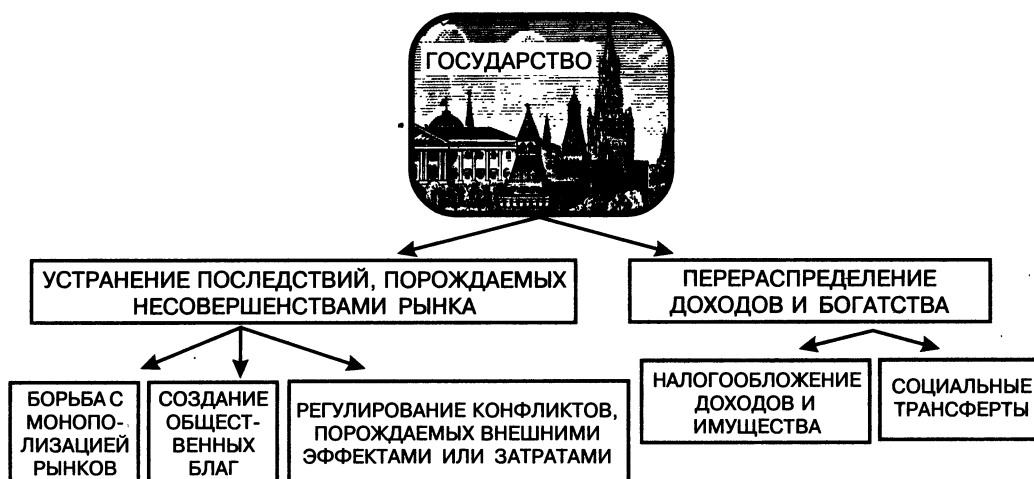 ГОСУДАРСТВО
УСТРАНЕНИЕ ПОСЛЕДСТВИЙ, ПОРОЖДАЕМЫХ
НЕСОВЕРШЕНСТВАМИ РЫНКА
ПЕРЕРАСПРЕДЕЛЕНИЕ
ДОХОДОВ И БОГАТСТВА
БОРЬБА С
МОНОПО-
ЛИЗАЦИЕЙ
РЫНКОВ
СОЗДАНИЕ
ОБЩЕСТ-
ВЕННЫХ
БЛАГ
РЕГУЛИРОВАНИЕ КОНФЛИКТОВ,
ПОРОЖДАЕМЫХ ВНЕШНИМИ
ЭФФЕКТАМИ ИЛИ ЗАТРАТАМИ
НАЛОГООБЛОЖЕНИЕ
ДОХОДОВ И
ИМУЩЕСТВА
СОЦИАЛЬНЫЕ
ТРАНСФЕРТЫ